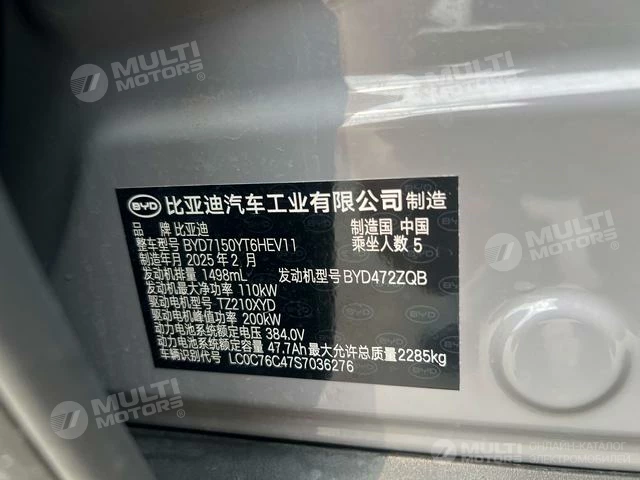 MULTI
MOTORS®
MULTI
MOTORS®
BYD 比亚迪汽车工业有限公司 制造
品 牌 比亚迪 制造国 中国
整车型号 BYD7150YT6HEV11 乘坐人数 5
制造年月 2025 年 2 月
发动机排量 1498mL 发动机型号 BYD472ZQB
发动机最大净功率 110kW
驱动电机型号 TZ210XYD
驱动电机峰值功率 200kW
动力电池系统额定电压 384.0V
动力电池系统额定容量 47.7Ah 最大允许总质量 2285kg
车辆识别代号 LC0C76C47S7036276
MULTI
MOTORS®
MULTI
MOTORS
ОНЛАЙН-КАТАЛОГ
ЭЛЕКТРОМОБИЛЕЙ